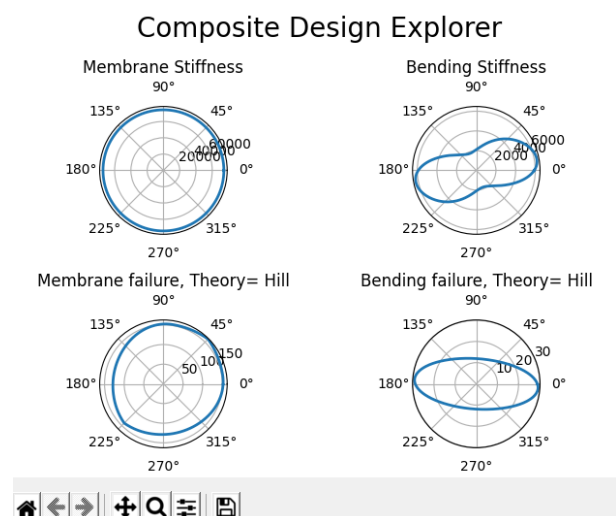 Composite Design Explorer
Membrane Stiffness
90°
135° 45°
180° 20000 40000 60000 0°
225° 315°
270°
Bending Stiffness
90°
135° 45°
180° 2000 4000 6000 0°
225° 315°
270°
Membrane failure, Theory= Hill
90°
135° 45°
180° 50 100 150 0°
225° 315°
270°
Bending failure, Theory= Hill
90°
135° 45°
180° 10 20 30 0°
225° 315°
270°